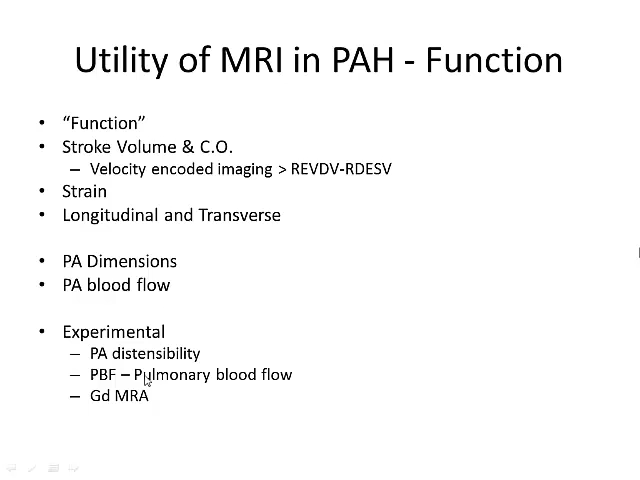 Utility of MRI in PAH - Function
• “Function”
• Stroke Volume & C.O.
– Velocity encoded imaging > REVDV-RDESV
• Strain
• Longitudinal and Transverse
• PA Dimensions
• PA blood flow
• Experimental
– PA distensibility
– PBF – Pulmonary blood flow
– Gd MRA